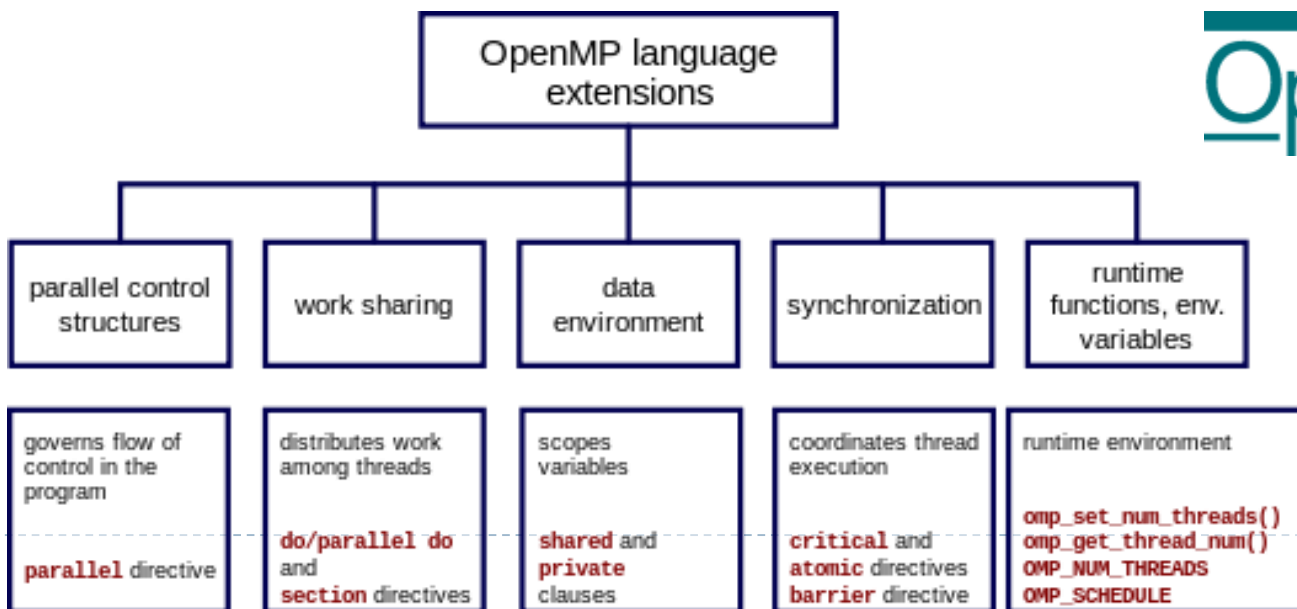 OpenMP language
extensions
Op
parallel control
structures
work sharing
data
environment
synchronization
runtime
functions, env.
variables
governs flow of
control in the
program
parallel directive
distributes work
among threads
do/parallel do
and
section directives
scopes
variables
shared and
private
clauses
coordinates thread
execution
critical and
atomic directives
barrier directive
runtime environment
omp_set_num_threads()
omp_get_thread_num()
OMP_NUM_THREADS
OMP_SCHEDULE